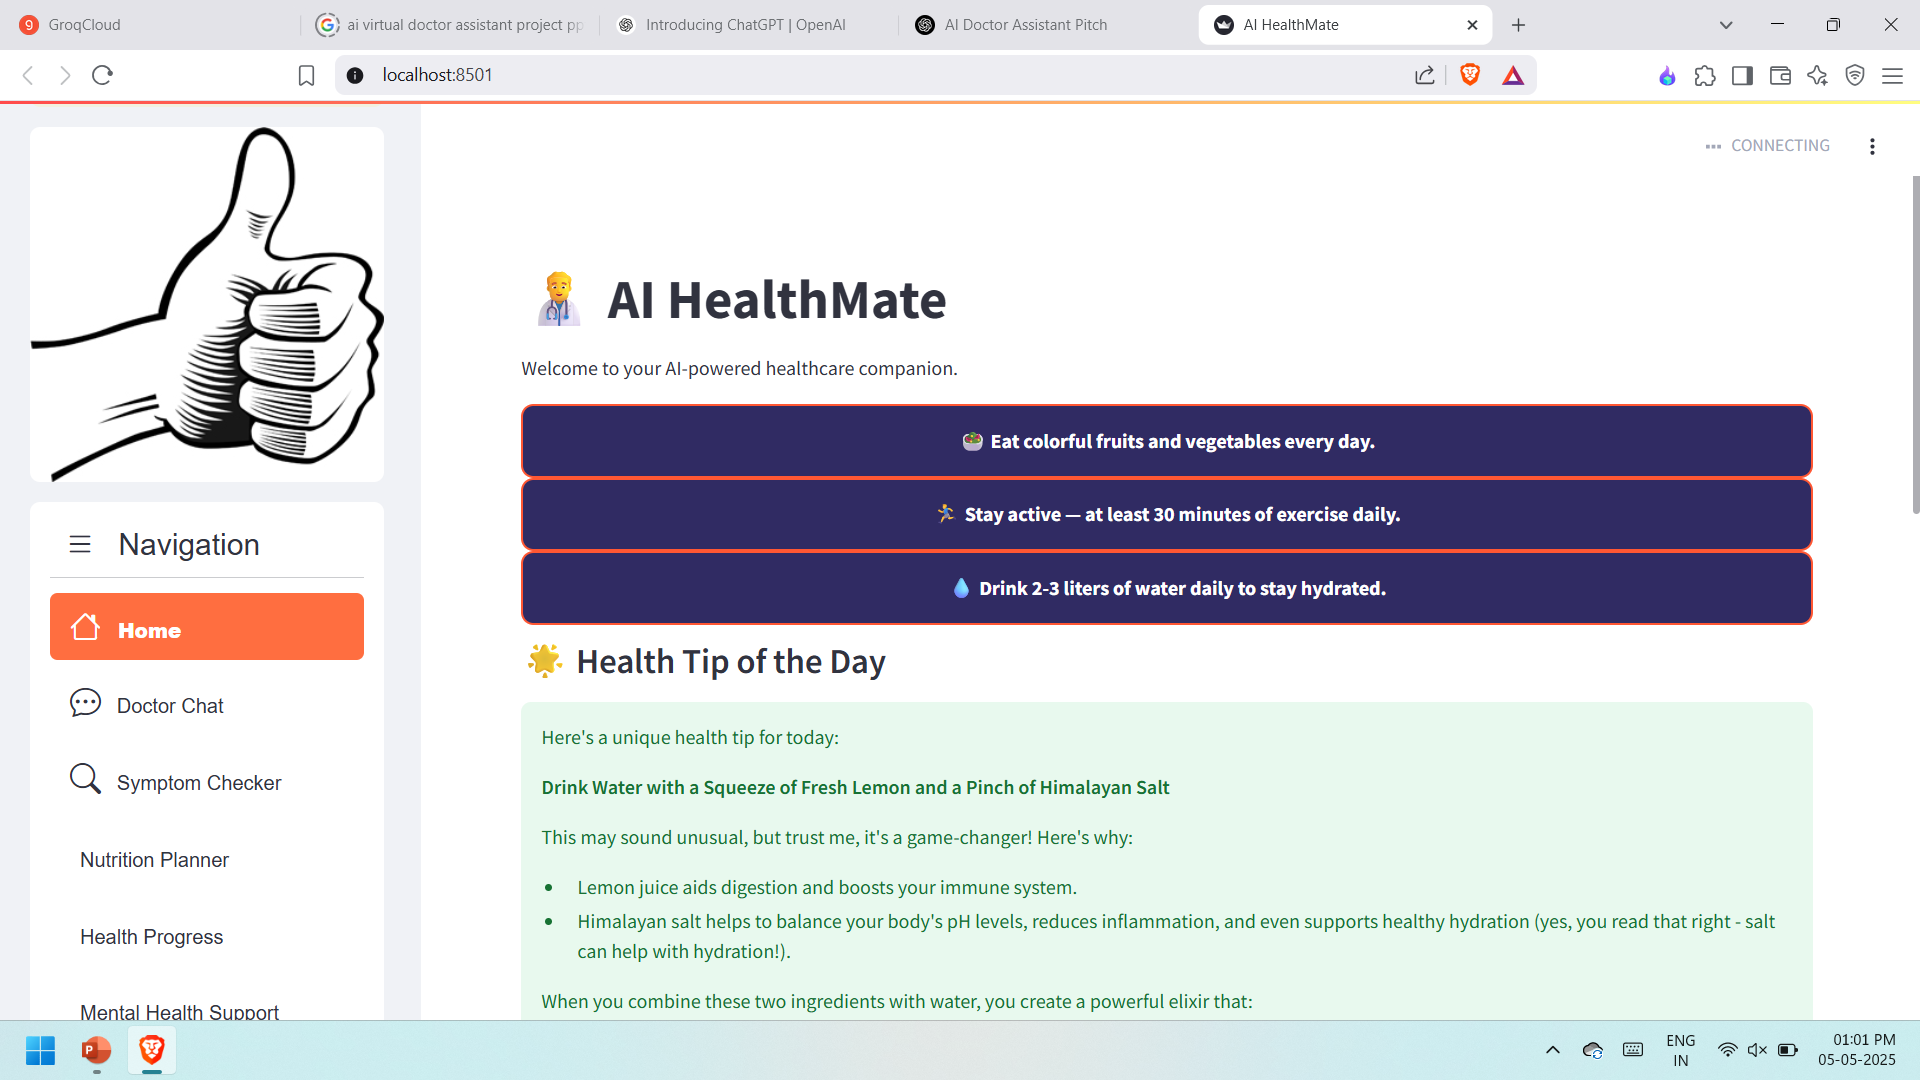 GroqCloud
ai virtual doctor assistant project pp
Introducing ChatGPT | OpenAI
AI Doctor Assistant Pitch
AI HealthMate
localhost:8501
CONNECTING
Navigation
Home
Doctor Chat
Symptom Checker
Nutrition Planner
Health Progress
Mental Health Support
AI HealthMate
Welcome to your AI-powered healthcare companion.
Eat colorful fruits and vegetables every day.
Stay active — at least 30 minutes of exercise daily.
Drink 2-3 liters of water daily to stay hydrated.
Health Tip of the Day
Here's a unique health tip for today:
Drink Water with a Squeeze of Fresh Lemon and a Pinch of Himalayan Salt
This may sound unusual, but trust me, it's a game-changer! Here's why:
• Lemon juice aids digestion and boosts your immune system.
• Himalayan salt helps to balance your body's pH levels, reduces inflammation, and even supports healthy hydration (yes, you read that right - salt
can help with hydration!).
When you combine these two ingredients with water, you create a powerful elixir that:
ENG
IN
01:01 PM
05-05-2025